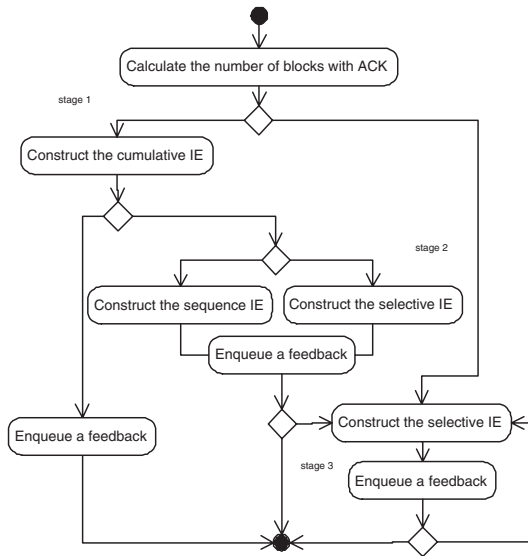 Calculate the number of blocks with ACK
stage 1
Construct the cumulative IE
stage 2
Construct the sequence IE
Construct the selective IE
Enqueue a feedback
Construct the selective IE
Enqueue a feedback
stage 3
Enqueue a feedback